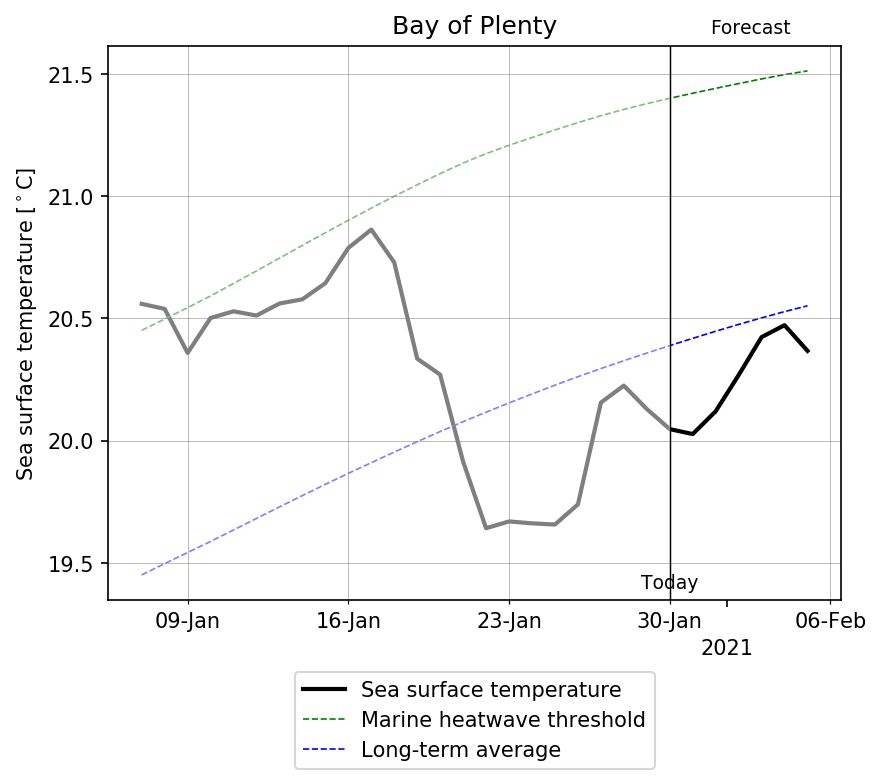 Bay of Plenty
Forecast
Sea surface temperature [°C]
21.5
21.0
20.5
20.0
19.5
Today
09-Jan 16-Jan 23-Jan 30-Jan 06-Feb
2021
Sea surface temperature
Marine heatwave threshold
Long-term average